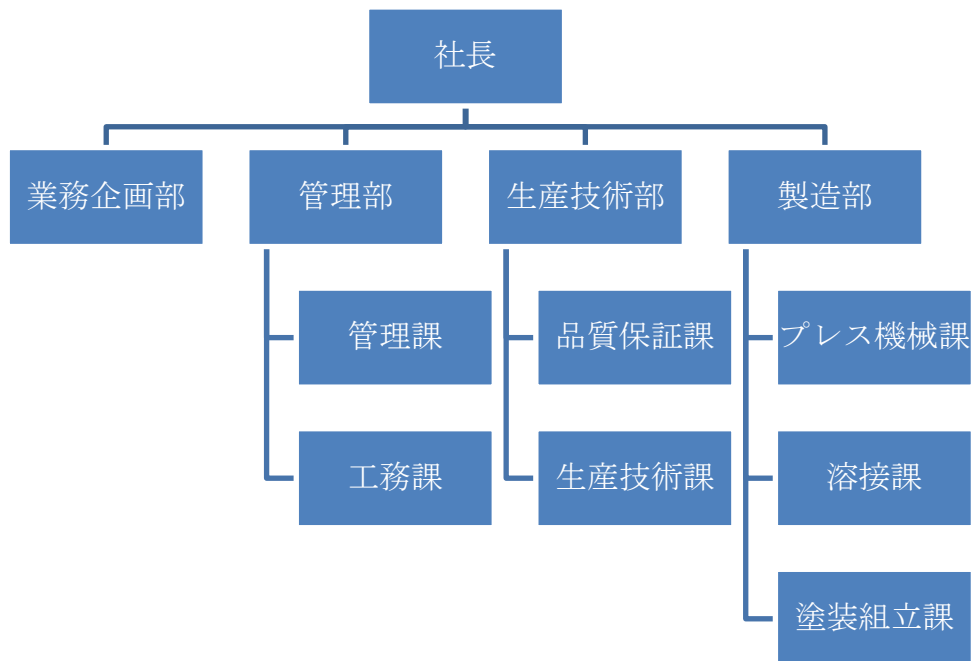 社長
業務企画部
管理部
生産技術部
製造部
管理課
品質保証課
プレス機械課
工務課
生産技術課
溶接課
塗装組立課